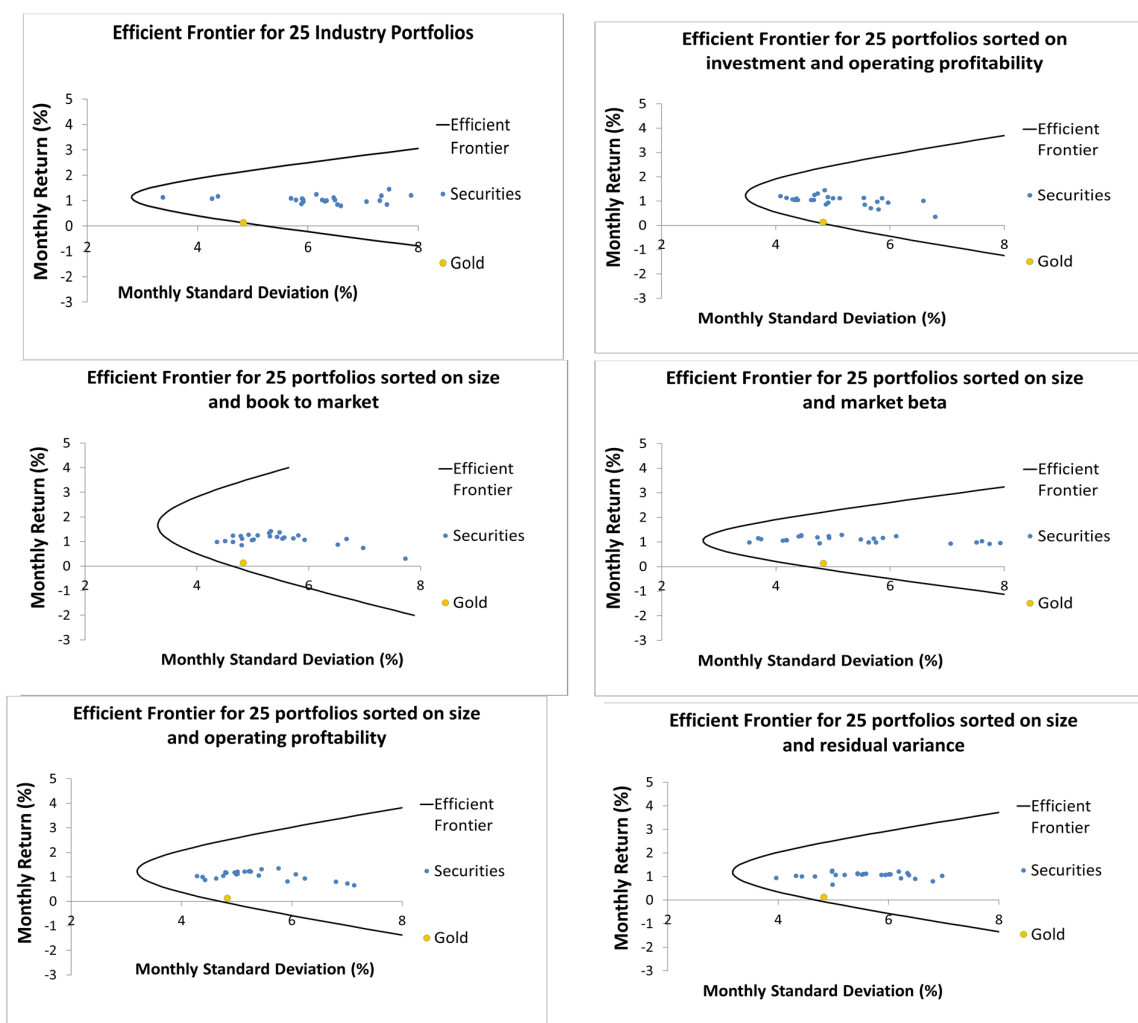 Efficient Frontier for 25 Industry Portfolios
5
4
3
2
1
0
-1
-2
-3
2
4
6
8
Monthly Return (%)
Monthly Standard Deviation (%)
Efficient
Frontier
Securities
Gold
Efficient Frontier for 25 portfolios sorted on
investment and operating profitability
5
4
3
2
1
0
-1
-2
-3
2
4
6
8
Monthly Return (%)
Monthly Standard Deviation (%)
Efficient
Frontier
Securities
Gold
Efficient Frontier for 25 portfolios sorted on size
and book to market
5
4
3
2
1
0
-1
-2
-3
2
4
6
8
Monthly Return (%)
Monthly Standard Deviation (%)
Efficient
Frontier
Securities
Gold
Efficient Frontier for 25 portfolios sorted on size
and market beta
5
4
3
2
1
0
-1
-2
-3
2
4
6
8
Monthly Return (%)
Monthly Standard Deviation (%)
Efficient
Frontier
Securities
Gold
Efficient Frontier for 25 portfolios sorted on size
and operating proftability
5
4
3
2
1
0
-1
-2
-3
2
4
6
8
Monthly Return (%)
Monthly Standard Deviation (%)
Efficient
Frontier
Securities
Gold
Efficient Frontier for 25 portfolios sorted on size
and residual variance
5
4
3
2
1
0
-1
-2
-3
2
4
6
8
Monthly Return (%)
Monthly Standard Deviation (%)
Efficient
Frontier
Securities
Gold